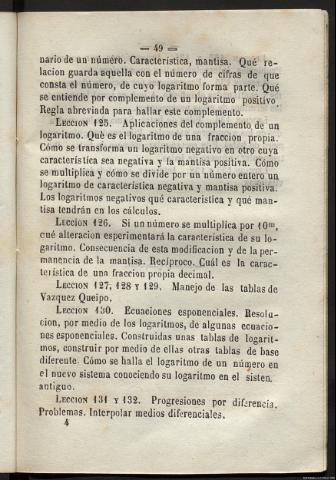 — 49 =
nario de un número. Característica, mantisa. Qué re-
lacion guarda aquella con el número de cifras de que
consta el número, de cuyo logaritmo forma parte. Qué
se entiende por complemento de un logaritmo positivo
Regla abreviada para hallar este complemento.
LECCION 125. Aplicaciones del complemento de un
logaritmo. Qué es el logaritmo de una fraccion propia.
Cómo se transforma un logaritmo negativo en otro cuya
característica sea negativa y la mantisa positiva. Cómo
se multiplica y cómo se divide por un número entero un
logaritmo de característica negativa y mantisa positiva.
Los logaritmos negativos qué característica y qué man-
tisa tendrán en los cálculos.
LECCION 126. Si un número se multiplica por 10ᵐ,
qué alteracion esperimentará la característica de su lo-
garitmo. Consecuencia de esta modificacion y de la per-
manencia de la mantisa. Recíproco. Cuál es la carac-
terística de una fraccion propia decimal.
LECCION 127; 128 Y 129. Manejo de las tablas de
Vazquez Queipo.
LECCION 130. Ecuaciones esponenciales. Resolu-
cion, por medio de los logaritmos, de algunas ecuacio-
nes esponenciales. Construidas unas tablas de logarit-
mos, construir por medio de ellas otras tablas de base
diferente. Cómo se halla el logaritmo de un número en
el nuevo sistema conociendo su logaritmo en el sistem.
antiguo.
LECCION 131 Y 132. Progresiones por diferencia.
Problemas. Interpolar medios diferenciales.
4